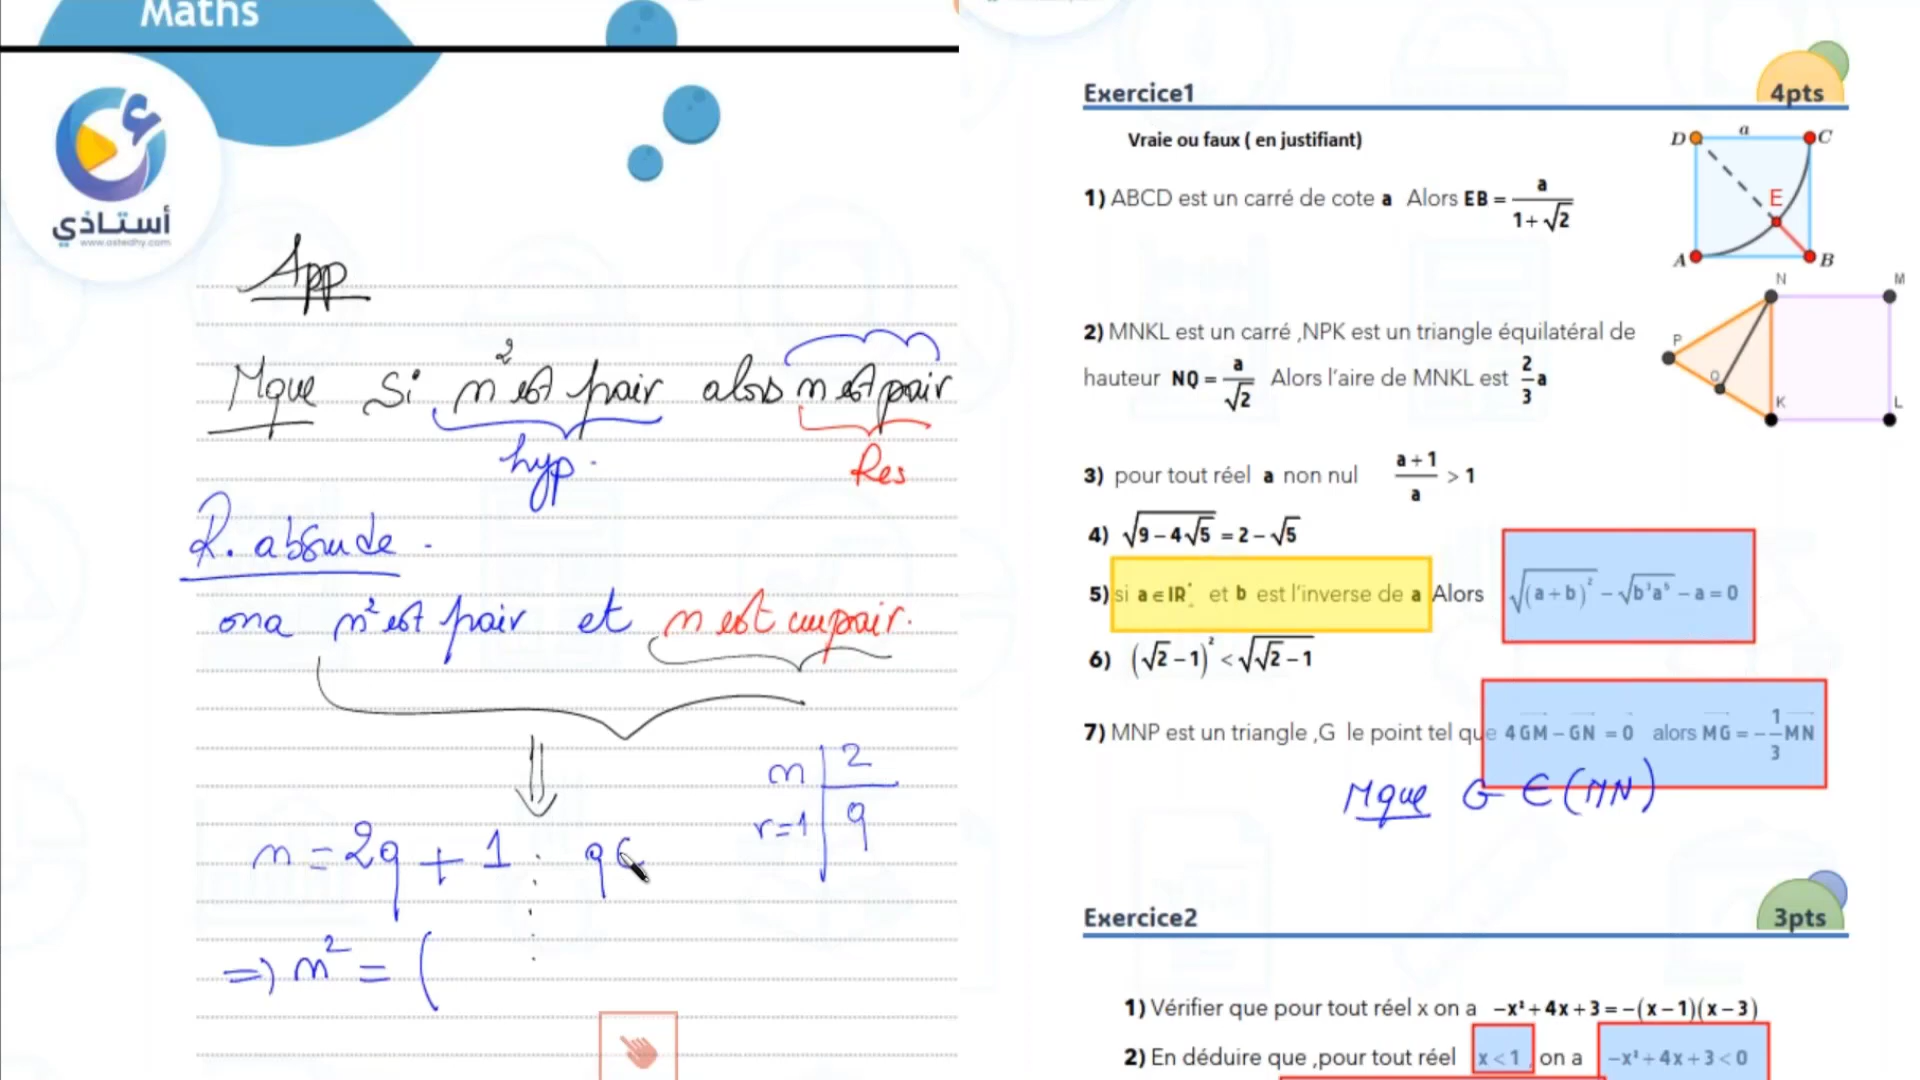 Maths
أستاذي
www.ostedhy.com
App
Mque Si n² est pair alors n est pair
hyp.
Res
R. absurde.
ona n² est pair et n est impair.
n | 2
r=1 | q
n = 2q + 1 ; q
=> n² = (
Exercice1
4pts
Vraie ou faux ( en justifiant)
D a C
E
A B
1) ABCD est un carré de cote a Alors EB = a/(1+√2)
N M
P
Q
K L
2) MNKL est un carré ,NPK est un triangle équilatéral de
hauteur NQ = a/√2 Alors l'aire de MNKL est 2/3 a
3) pour tout réel a non nul (a+1)/a > 1
4) √(9−4√5) = 2−√5
5) si a ∈ IR*₋ et b est l'inverse de a Alors √((a+b)²) − √(b³a⁵) − a = 0
6) (√2−1)² < √(√2−1)
7) MNP est un triangle ,G le point tel que 4GM − GN = 0 alors MG = −1/3 MN
Mque G ∈ (MN)
Exercice2
3pts
1) Vérifier que pour tout réel x on a −x²+4x+3=−(x−1)(x−3)
2) En déduire que ,pour tout réel x<1 , on a −x²+4x+3<0